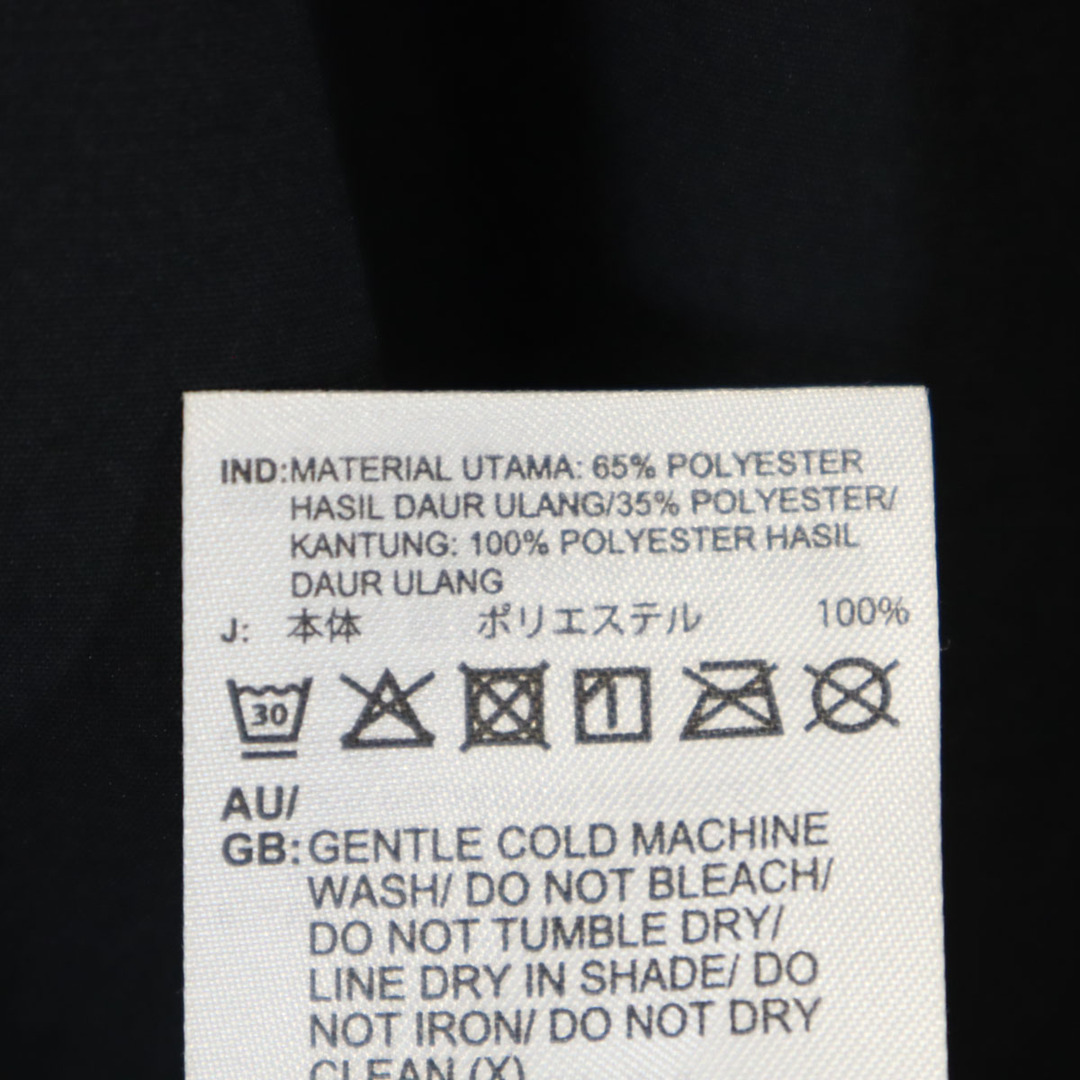 IND:MATERIAL UTAMA: 65% POLYESTER
HASIL DAUR ULANG/35% POLYESTER/
KANTUNG: 100% POLYESTER HASIL
DAUR ULANG
J: 本体 ポリエステル 100%
30
AU/
GB: GENTLE COLD MACHINE
WASH/ DO NOT BLEACH/
DO NOT TUMBLE DRY/
LINE DRY IN SHADE/ DO
NOT IRON/ DO NOT DRY
CLEAN (X)